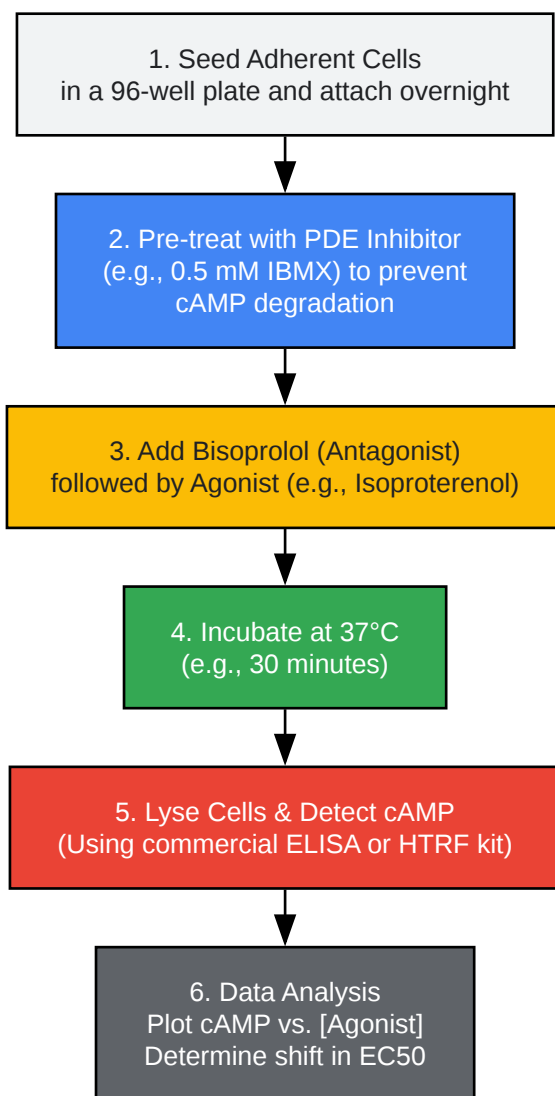 1. Seed Adherent Cells
in a 96-well plate and attach overnight
2. Pre-treat with PDE Inhibitor
(e.g., 0.5 mM IBMX) to prevent
cAMP degradation
3. Add Bisoprolol (Antagonist)
followed by Agonist (e.g., Isoproterenol)
4. Incubate at 37°C
(e.g., 30 minutes)
5. Lyse Cells & Detect cAMP
(Using commercial ELISA or HTRF kit)
6. Data Analysis
Plot cAMP vs. [Agonist]
Determine shift in EC50